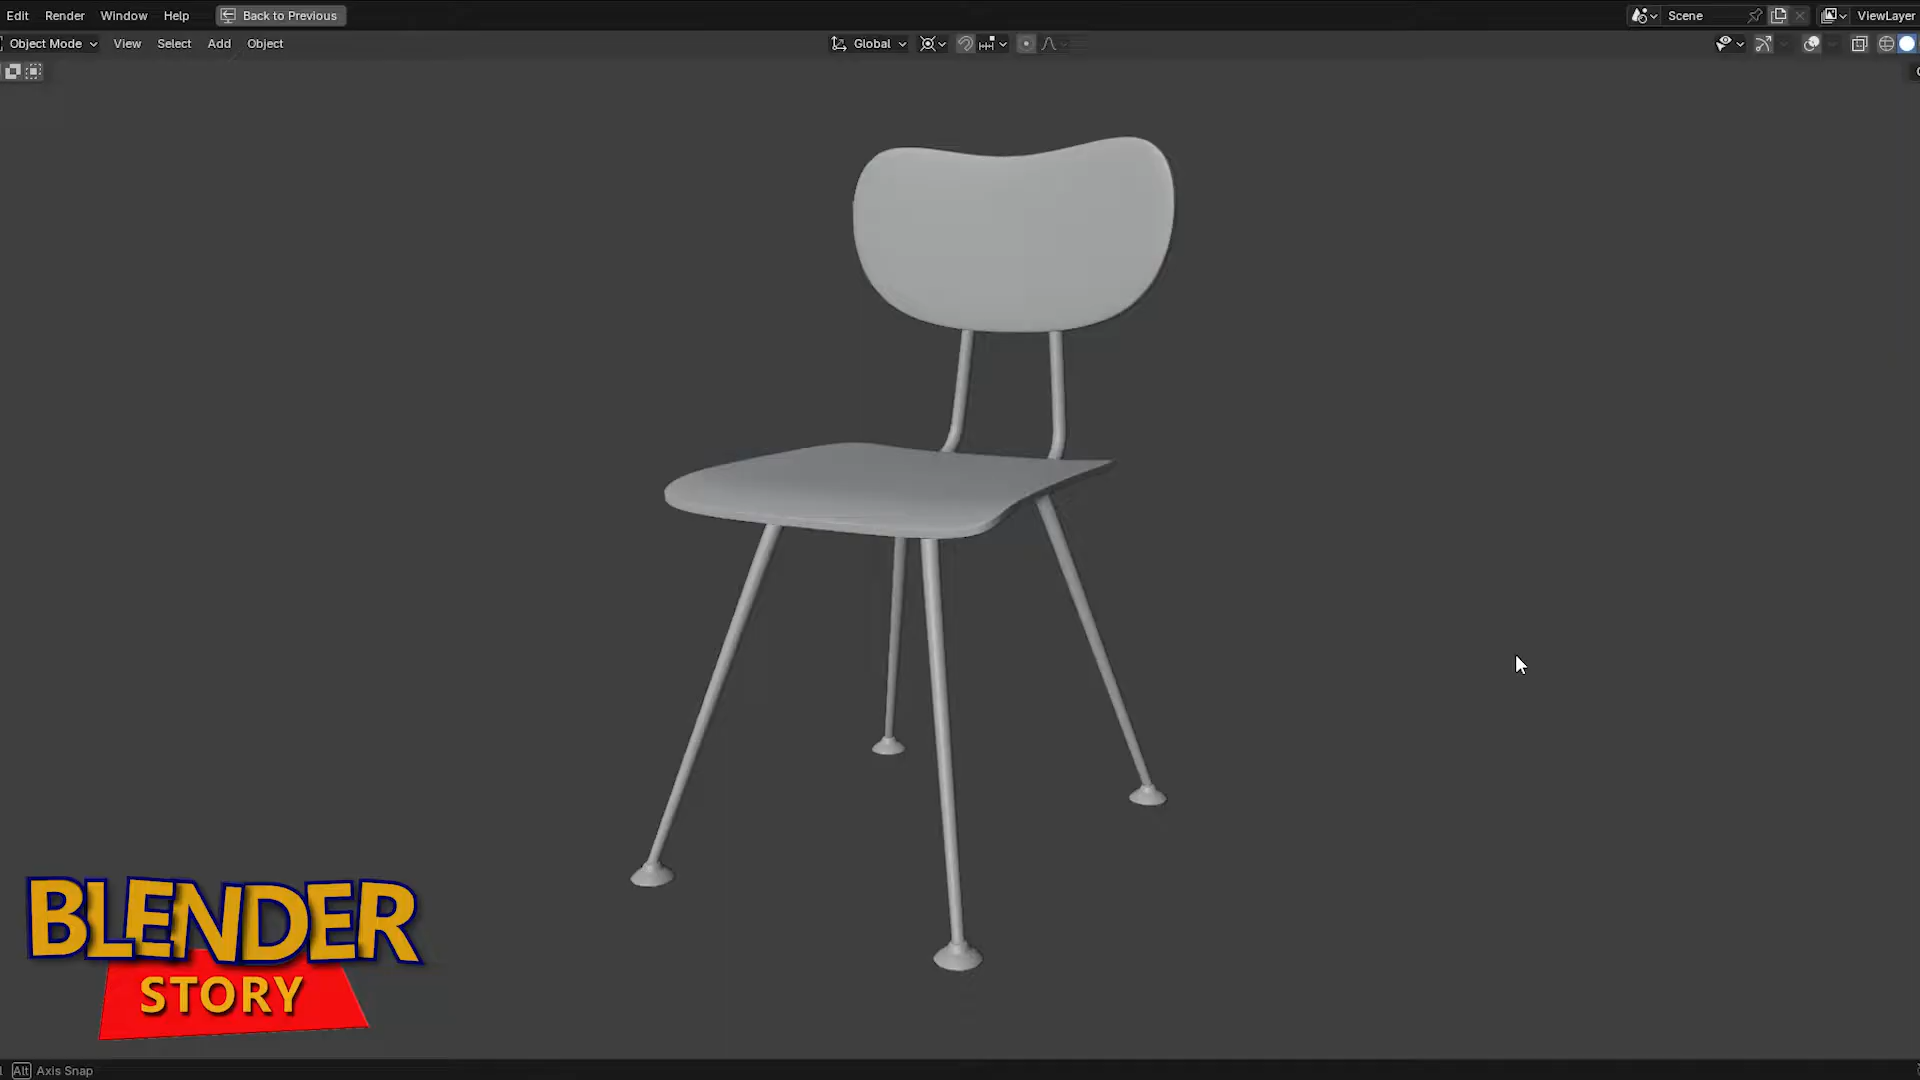 Edit Render Window Help Back to Previous Scene ViewLayer
Object Mode View Select Add Object Global
BLENDER
STORY
Alt Axis Snap